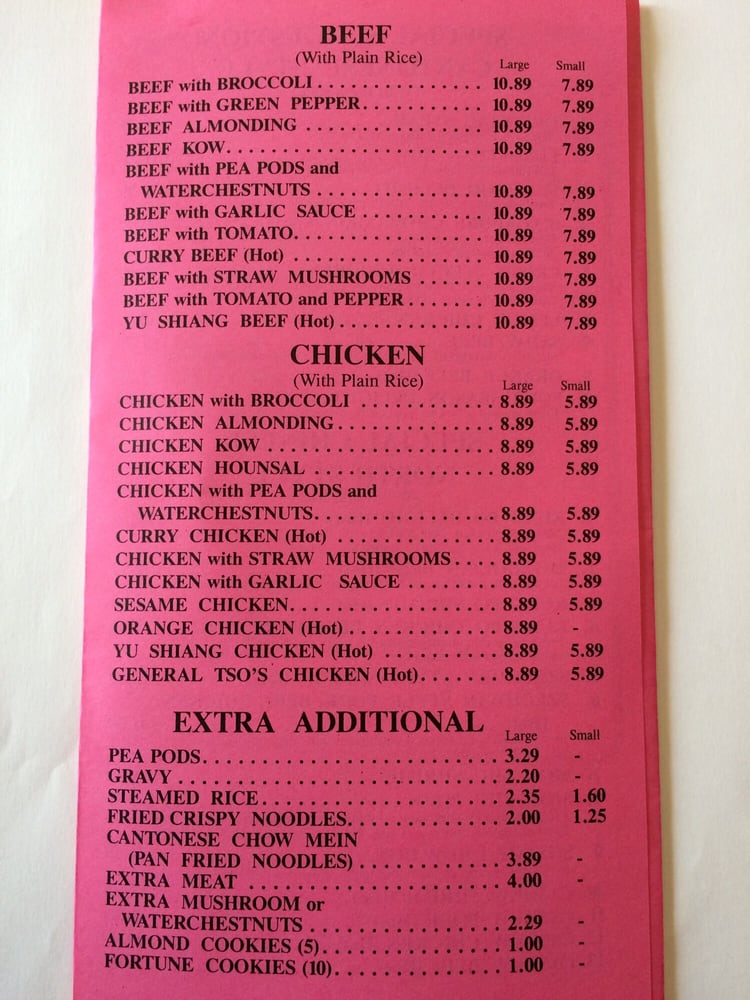 BEEF
(With Plain Rice)
Large Small
BEEF with BROCCOLI . . . . . . . . . . . . . . . 10.89 7.89
BEEF with GREEN PEPPER . . . . . . . . . . . 10.89 7.89
BEEF ALMONDING . . . . . . . . . . . . . . . . 10.89 7.89
BEEF KOW . . . . . . . . . . . . . . . . . . . . . . . 10.89 7.89
BEEF with PEA PODS and
WATERCHESTNUTS . . . . . . . . . . . . . . . 10.89 7.89
BEEF with GARLIC SAUCE . . . . . . . . . . . 10.89 7.89
BEEF with TOMATO . . . . . . . . . . . . . . . . . 10.89 7.89
CURRY BEEF (Hot) . . . . . . . . . . . . . . . . . 10.89 7.89
BEEF with STRAW MUSHROOMS . . . . . . 10.89 7.89
BEEF with TOMATO and PEPPER . . . . . . . 10.89 7.89
YU SHIANG BEEF (Hot) . . . . . . . . . . . . . 10.89 7.89
CHICKEN
(With Plain Rice)
Large Small
CHICKEN with BROCCOLI . . . . . . . . . . . . 8.89 5.89
CHICKEN ALMONDING . . . . . . . . . . . . . . 8.89 5.89
CHICKEN KOW . . . . . . . . . . . . . . . . . . . . 8.89 5.89
CHICKEN HOUNSAL . . . . . . . . . . . . . . . . 8.89 5.89
CHICKEN with PEA PODS and
WATERCHESTNUTS . . . . . . . . . . . . . . . . 8.89 5.89
CURRY CHICKEN (Hot) . . . . . . . . . . . . . . 8.89 5.89
CHICKEN with STRAW MUSHROOMS . . . . 8.89 5.89
CHICKEN with GARLIC SAUCE . . . . . . . . 8.89 5.89
SESAME CHICKEN . . . . . . . . . . . . . . . . . . 8.89 5.89
ORANGE CHICKEN (Hot) . . . . . . . . . . . . . 8.89 -
YU SHIANG CHICKEN (Hot) . . . . . . . . . . 8.89 5.89
GENERAL TSO'S CHICKEN (Hot) . . . . . . . 8.89 5.89
EXTRA ADDITIONAL
Large Small
PEA PODS . . . . . . . . . . . . . . . . . . . . . . . . . 3.29 -
GRAVY . . . . . . . . . . . . . . . . . . . . . . . . . . . 2.20 -
STEAMED RICE . . . . . . . . . . . . . . . . . . . . 2.35 1.60
FRIED CRISPY NOODLES . . . . . . . . . . . . . 2.00 1.25
CANTONESE CHOW MEIN
(PAN FRIED NOODLES) . . . . . . . . . . . . 3.89 -
EXTRA MEAT . . . . . . . . . . . . . . . . . . . . . 4.00 -
EXTRA MUSHROOM or
WATERCHESTNUTS . . . . . . . . . . . . . . . . 2.29 -
ALMOND COOKIES (5) . . . . . . . . . . . . . . . 1.00 -
FORTUNE COOKIES (10) . . . . . . . . . . . . . . 1.00 -